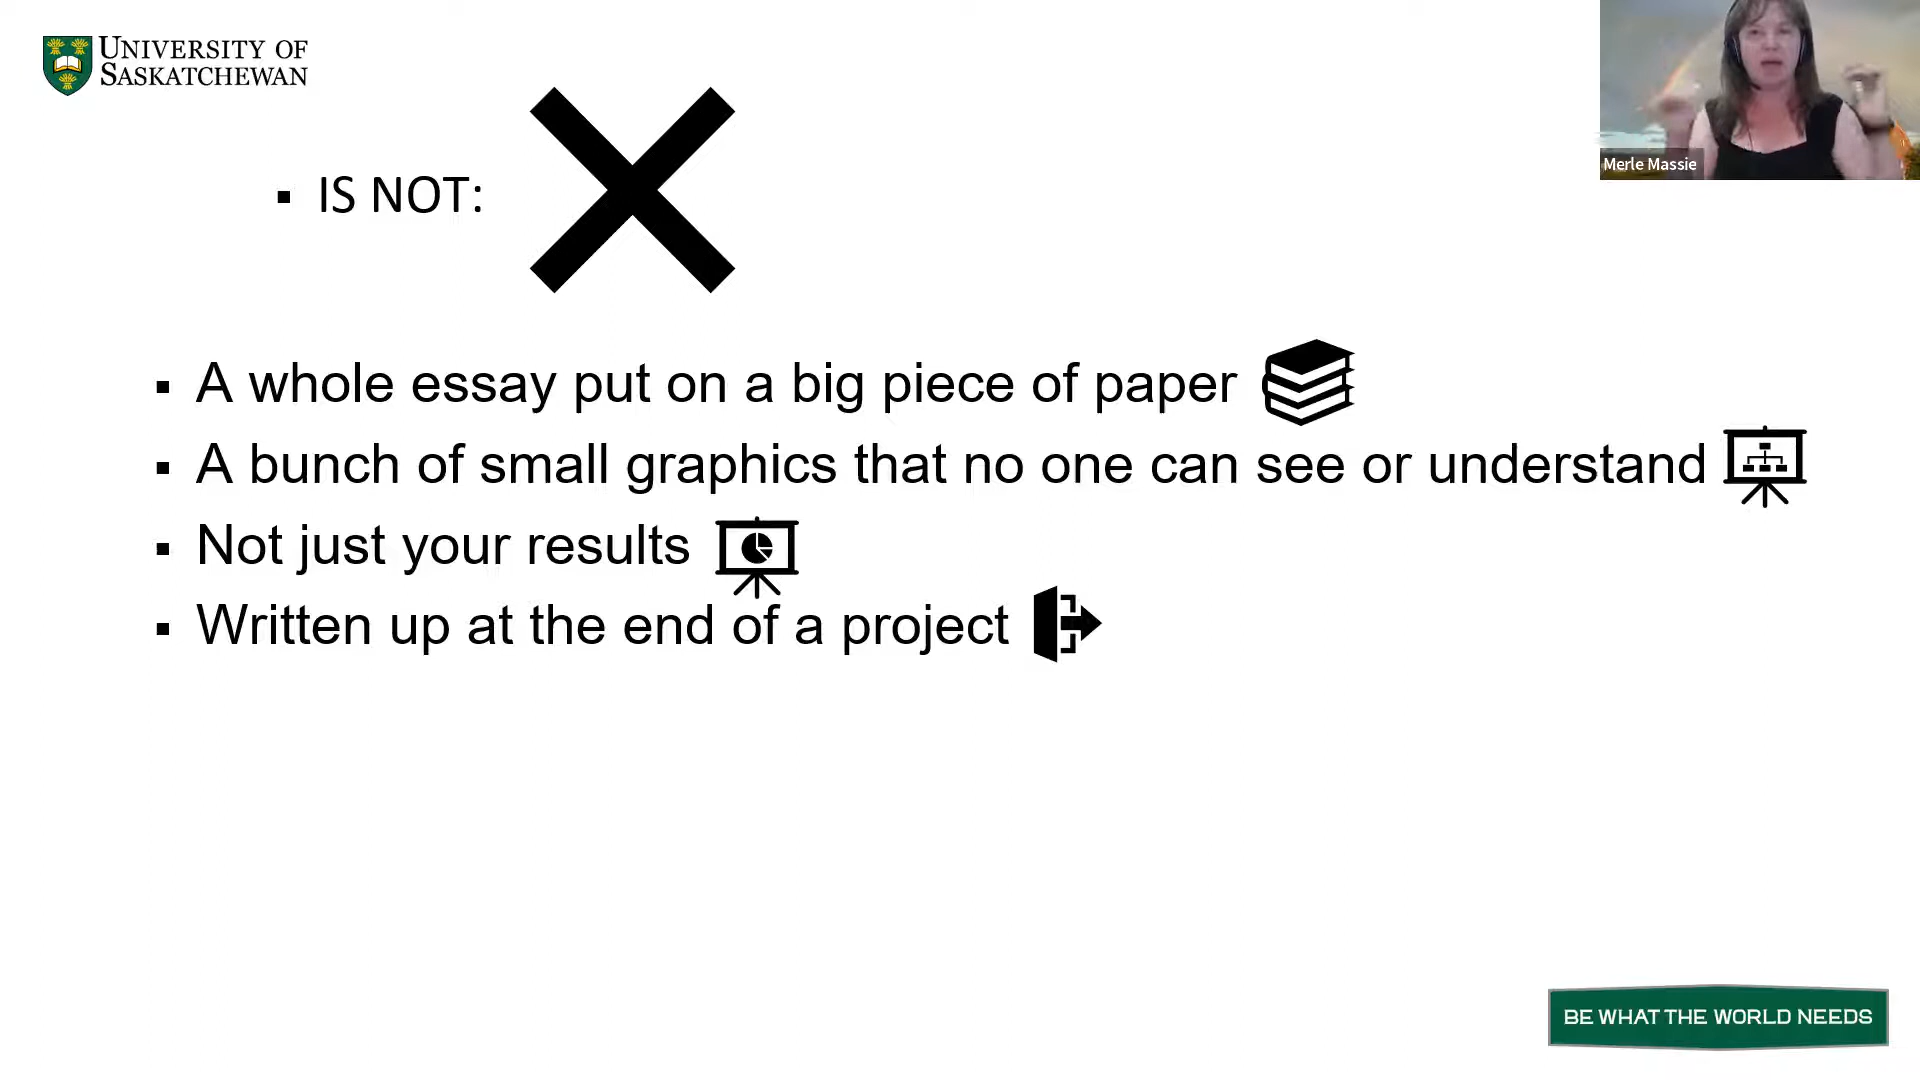 UNIVERSITY OF
SASKATCHEWAN
Merle Massie
▪ IS NOT:
▪ A whole essay put on a big piece of paper
▪ A bunch of small graphics that no one can see or understand
▪ Not just your results
▪ Written up at the end of a project
BE WHAT THE WORLD NEEDS